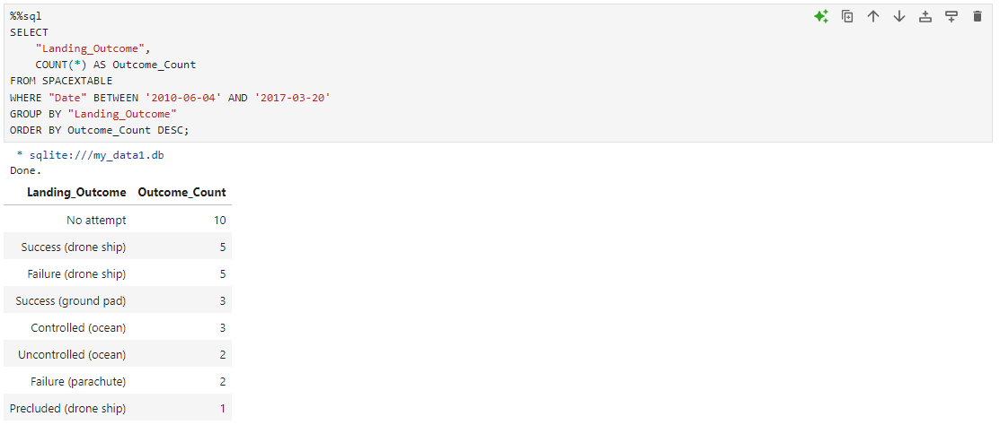 %%sql
SELECT
    "Landing_Outcome",
    COUNT(*) AS Outcome_Count
FROM SPACEXTABLE
WHERE "Date" BETWEEN '2010-06-04' AND '2017-03-20'
GROUP BY "Landing_Outcome"
ORDER BY Outcome_Count DESC;
* sqlite:///my_data1.db
Done.
Landing_Outcome Outcome_Count
No attempt 10
Success (drone ship) 5
Failure (drone ship) 5
Success (ground pad) 3
Controlled (ocean) 3
Uncontrolled (ocean) 2
Failure (parachute) 2
Precluded (drone ship) 1